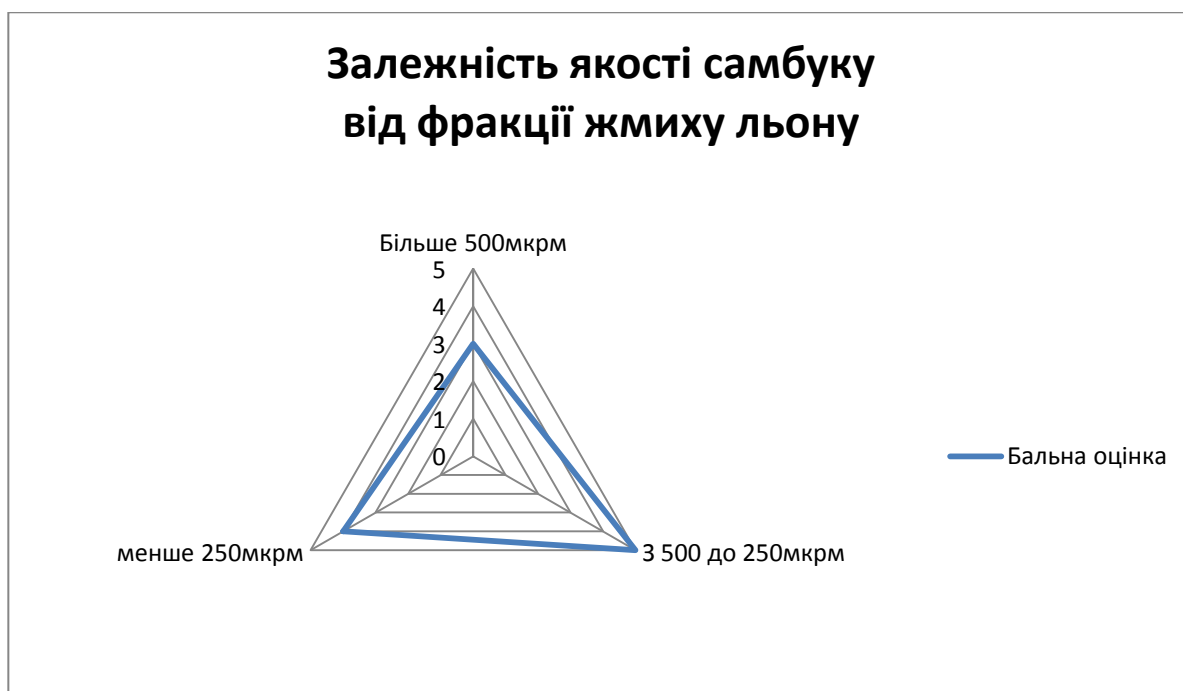 Залежність якості самбуку
від фракції жмиху льону
Більше 500мкрм
5
4
3
2
1
0
менше 250мкрм
З 500 до 250мкрм
Бальна оцінка